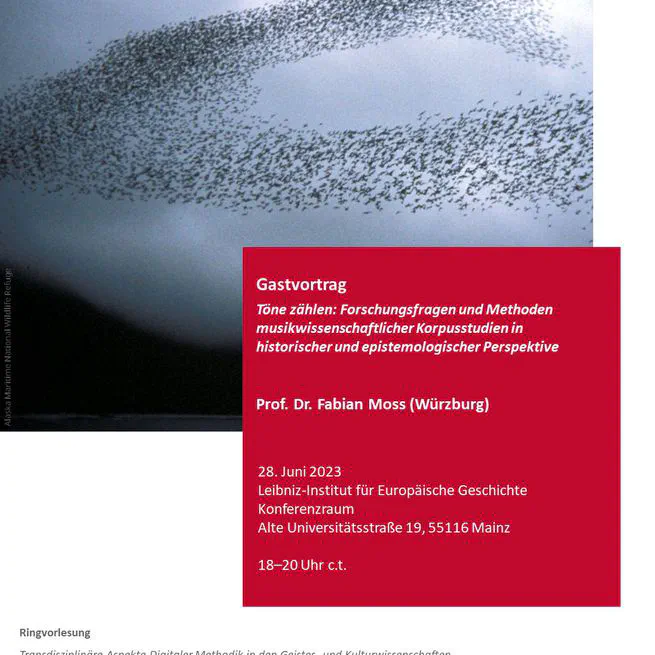 Alaska Maritime National Wildlife Refuge
Gastvortrag
Töne zählen: Forschungsfragen und Methoden
musikwissenschaftlicher Korpusstudien in
historischer und epistemologischer Perspektive
Prof. Dr. Fabian Moss (Würzburg)
28. Juni 2023
Leibniz-Institut für Europäische Geschichte
Konferenzraum
Alte Universitätsstraße 19, 55116 Mainz
18–20 Uhr c.t.
Ringvorlesung
Transdisziplinäre Aspekte Digitaler Methodik in den Geistes- und Kulturwissenschaften